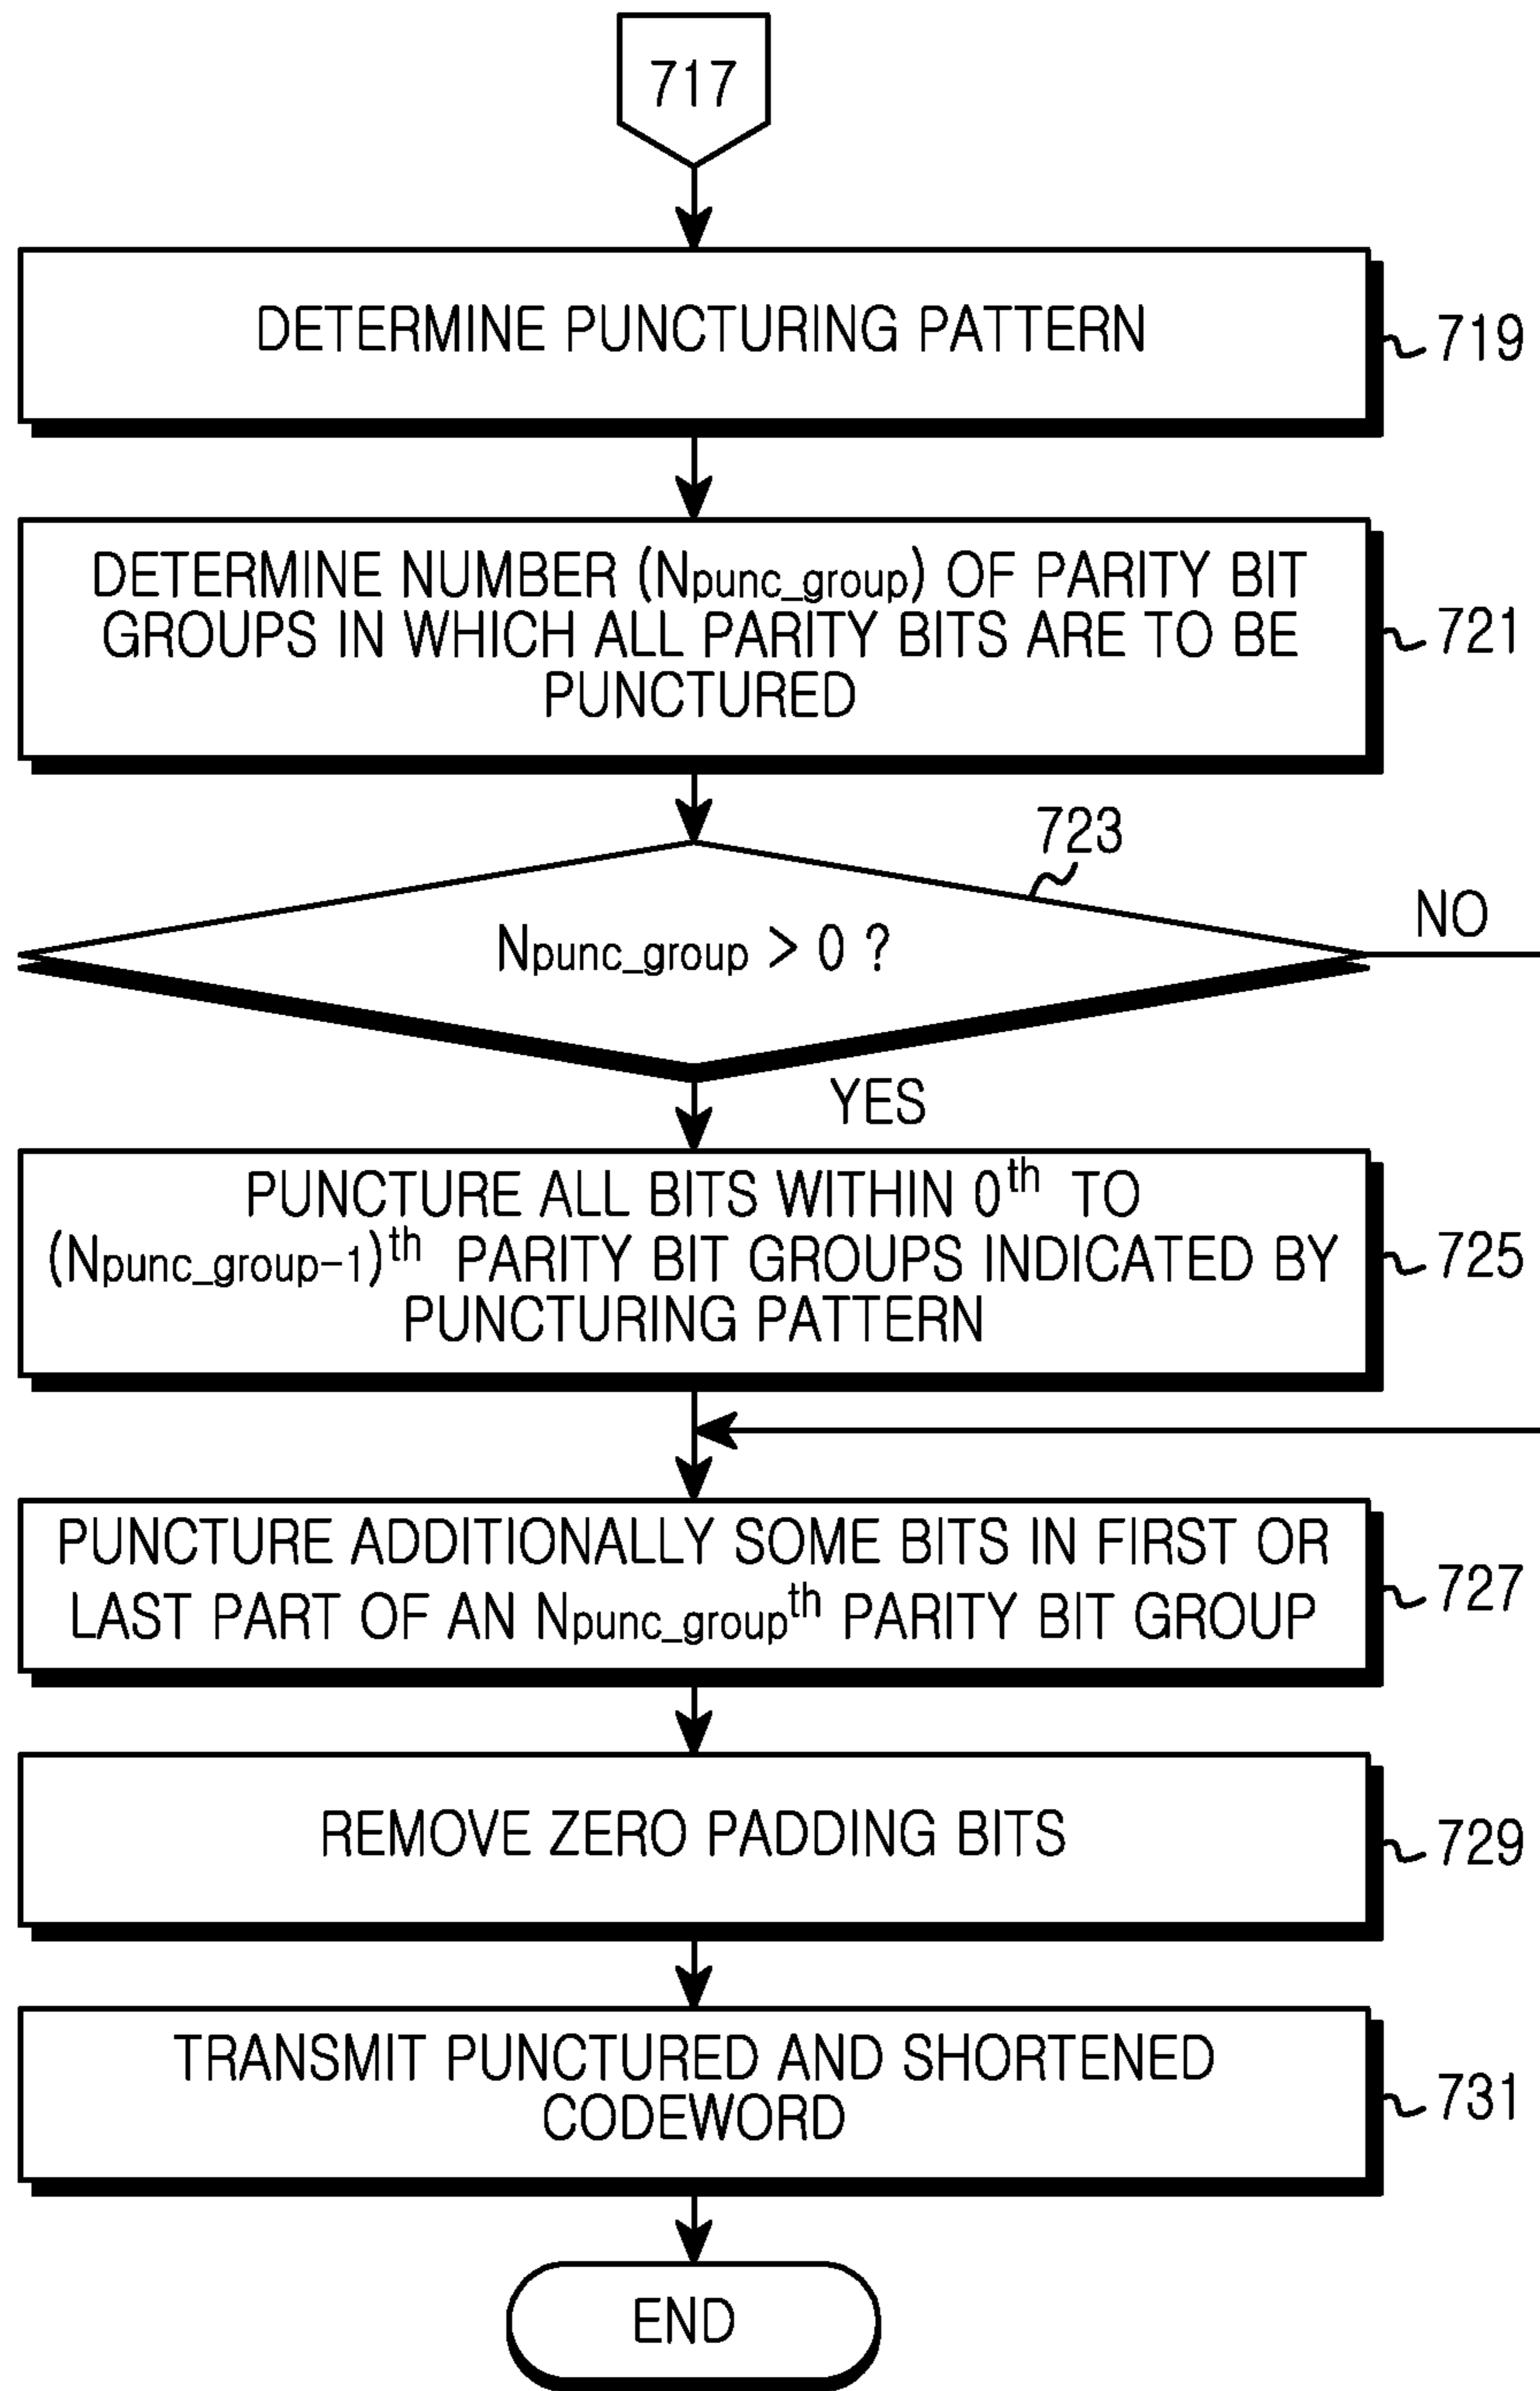 717
DETERMINE PUNCTURING PATTERN
719
DETERMINE NUMBER (Npunc_group) OF PARITY BIT
GROUPS IN WHICH ALL PARITY BITS ARE TO BE
PUNCTURED
721
723
Npunc_group > 0 ?
NO
YES
PUNCTURE ALL BITS WITHIN 0th TO
(Npunc_group-1)th PARITY BIT GROUPS INDICATED BY
PUNCTURING PATTERN
725
PUNCTURE ADDITIONALLY SOME BITS IN FIRST OR
LAST PART OF AN Npunc_groupth PARITY BIT GROUP
727
REMOVE ZERO PADDING BITS
729
TRANSMIT PUNCTURED AND SHORTENED
CODEWORD
731
END